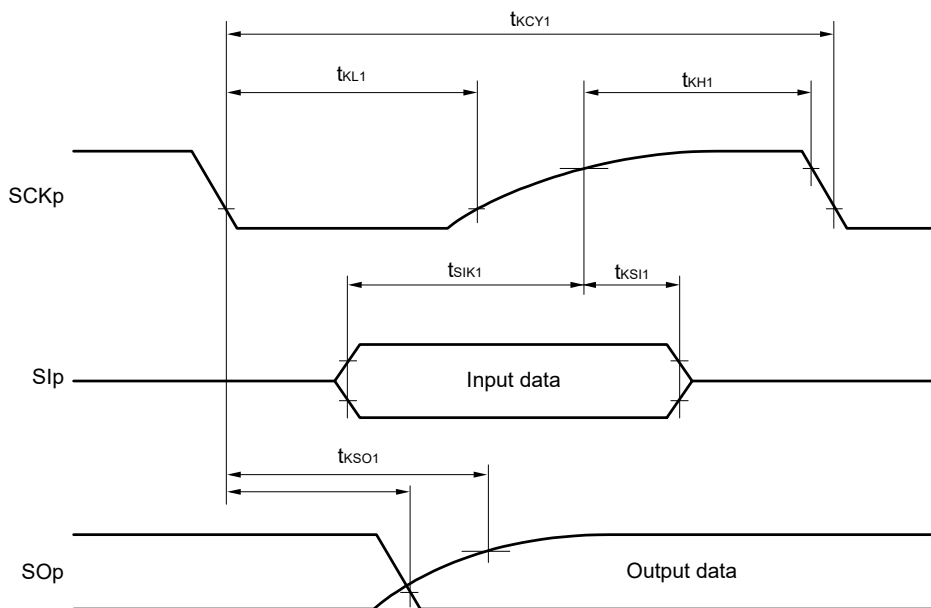 tKCY1
tKL1
tKH1
SCKp
tSIK1
tKSI1
SIp
Input data
tKSO1
SOp
Output data